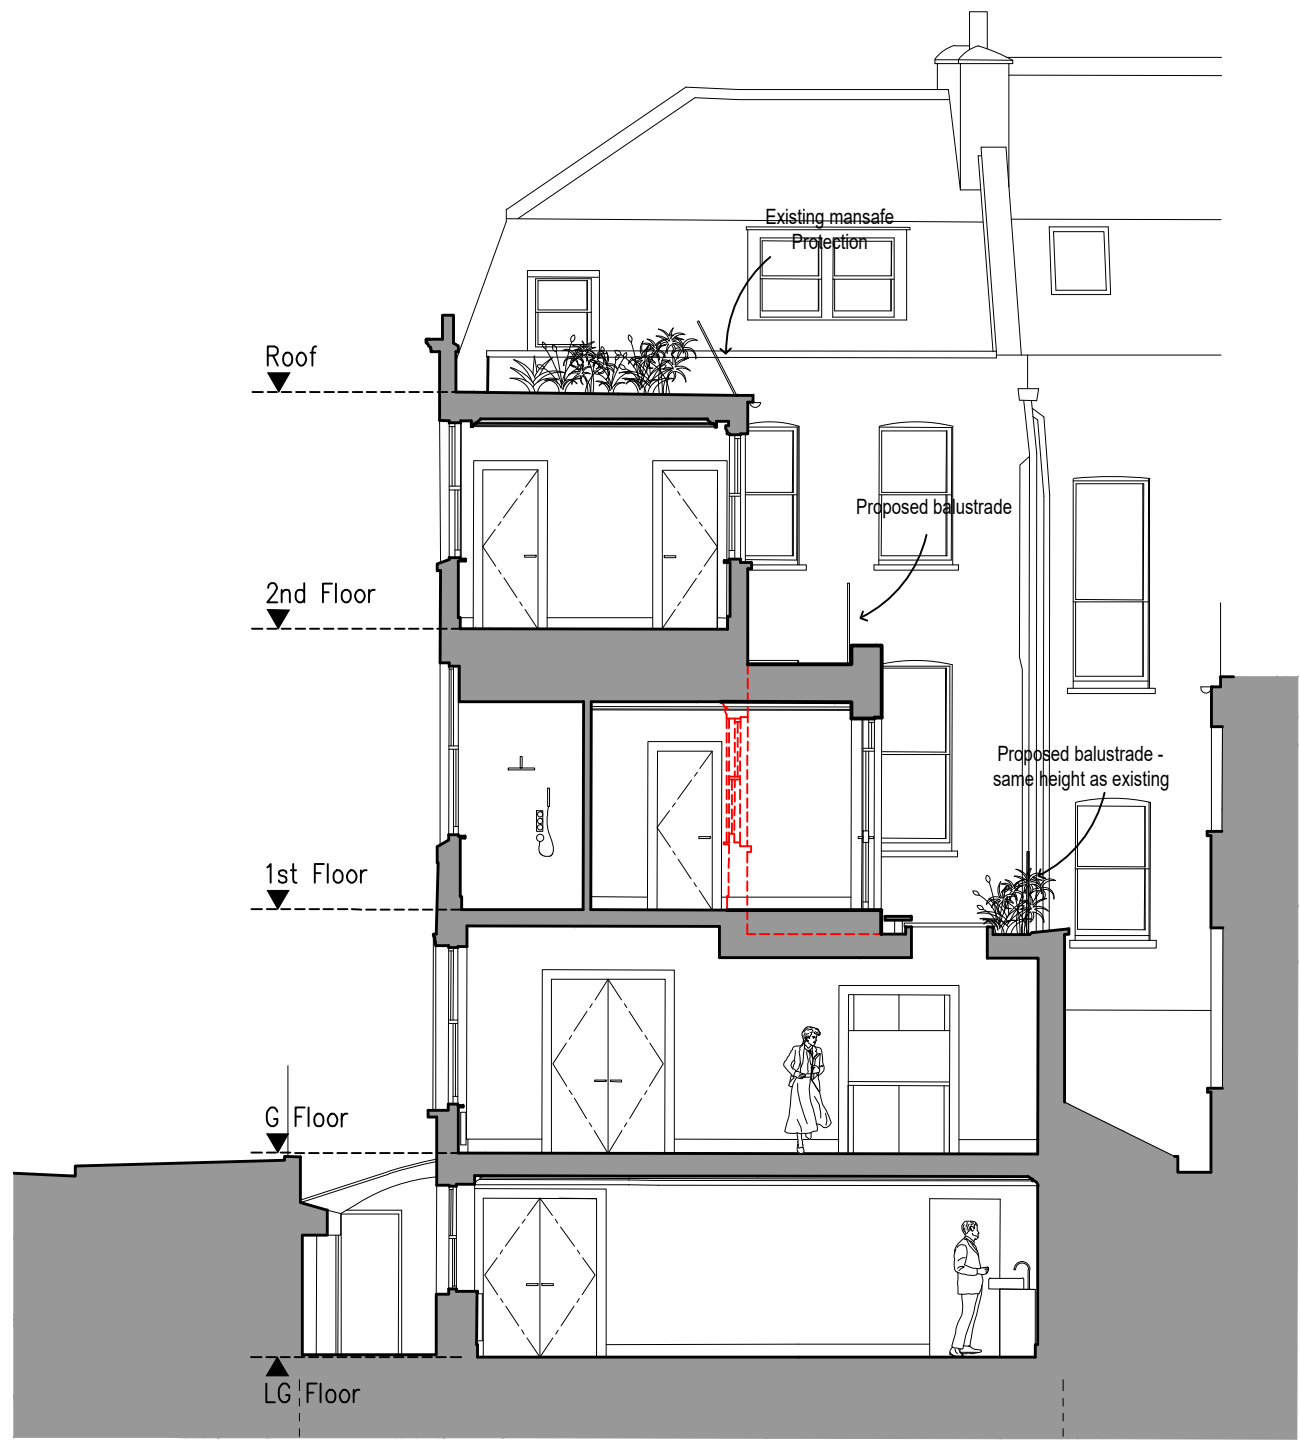 Existing mansafe
Protection
Roof
Proposed balustrade
2nd Floor
Proposed balustrade -
same height as existing
1st Floor
G Floor
LG Floor